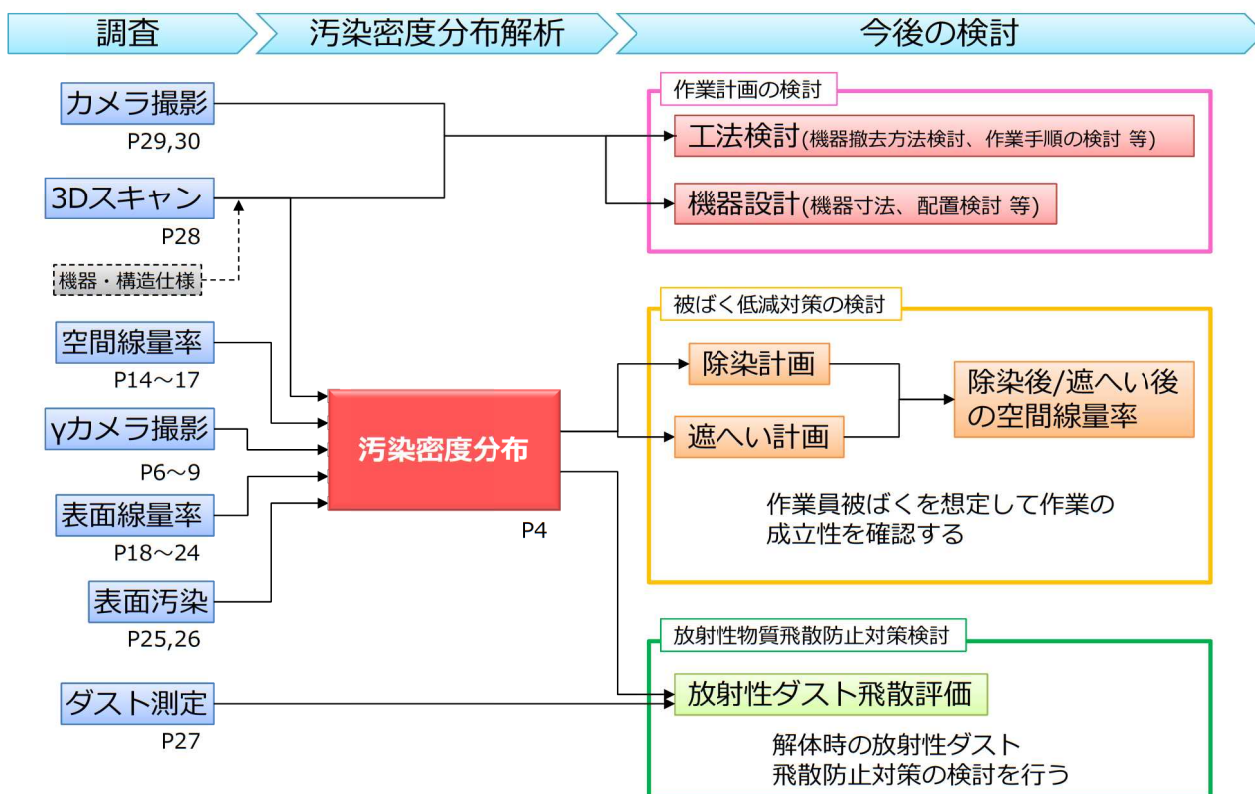 調査
汚染密度分布解析
今後の検討
カメラ撮影
P29,30
3Dスキャン
P28
機器・構造仕様
空間線量率
P14～17
γカメラ撮影
P6～9
表面線量率
P18～24
表面汚染
P25,26
ダスト測定
P27
汚染密度分布
P4
作業計画の検討
工法検討(機器撤去方法検討、作業手順の検討 等)
機器設計(機器寸法、配置検討 等)
被ばく低減対策の検討
除染計画
遮へい計画
除染後/遮へい後
の空間線量率
作業員被ばくを想定して作業の
成立性を確認する
放射性物質飛散防止対策検討
放射性ダスト飛散評価
解体時の放射性ダスト
飛散防止対策の検討を行う